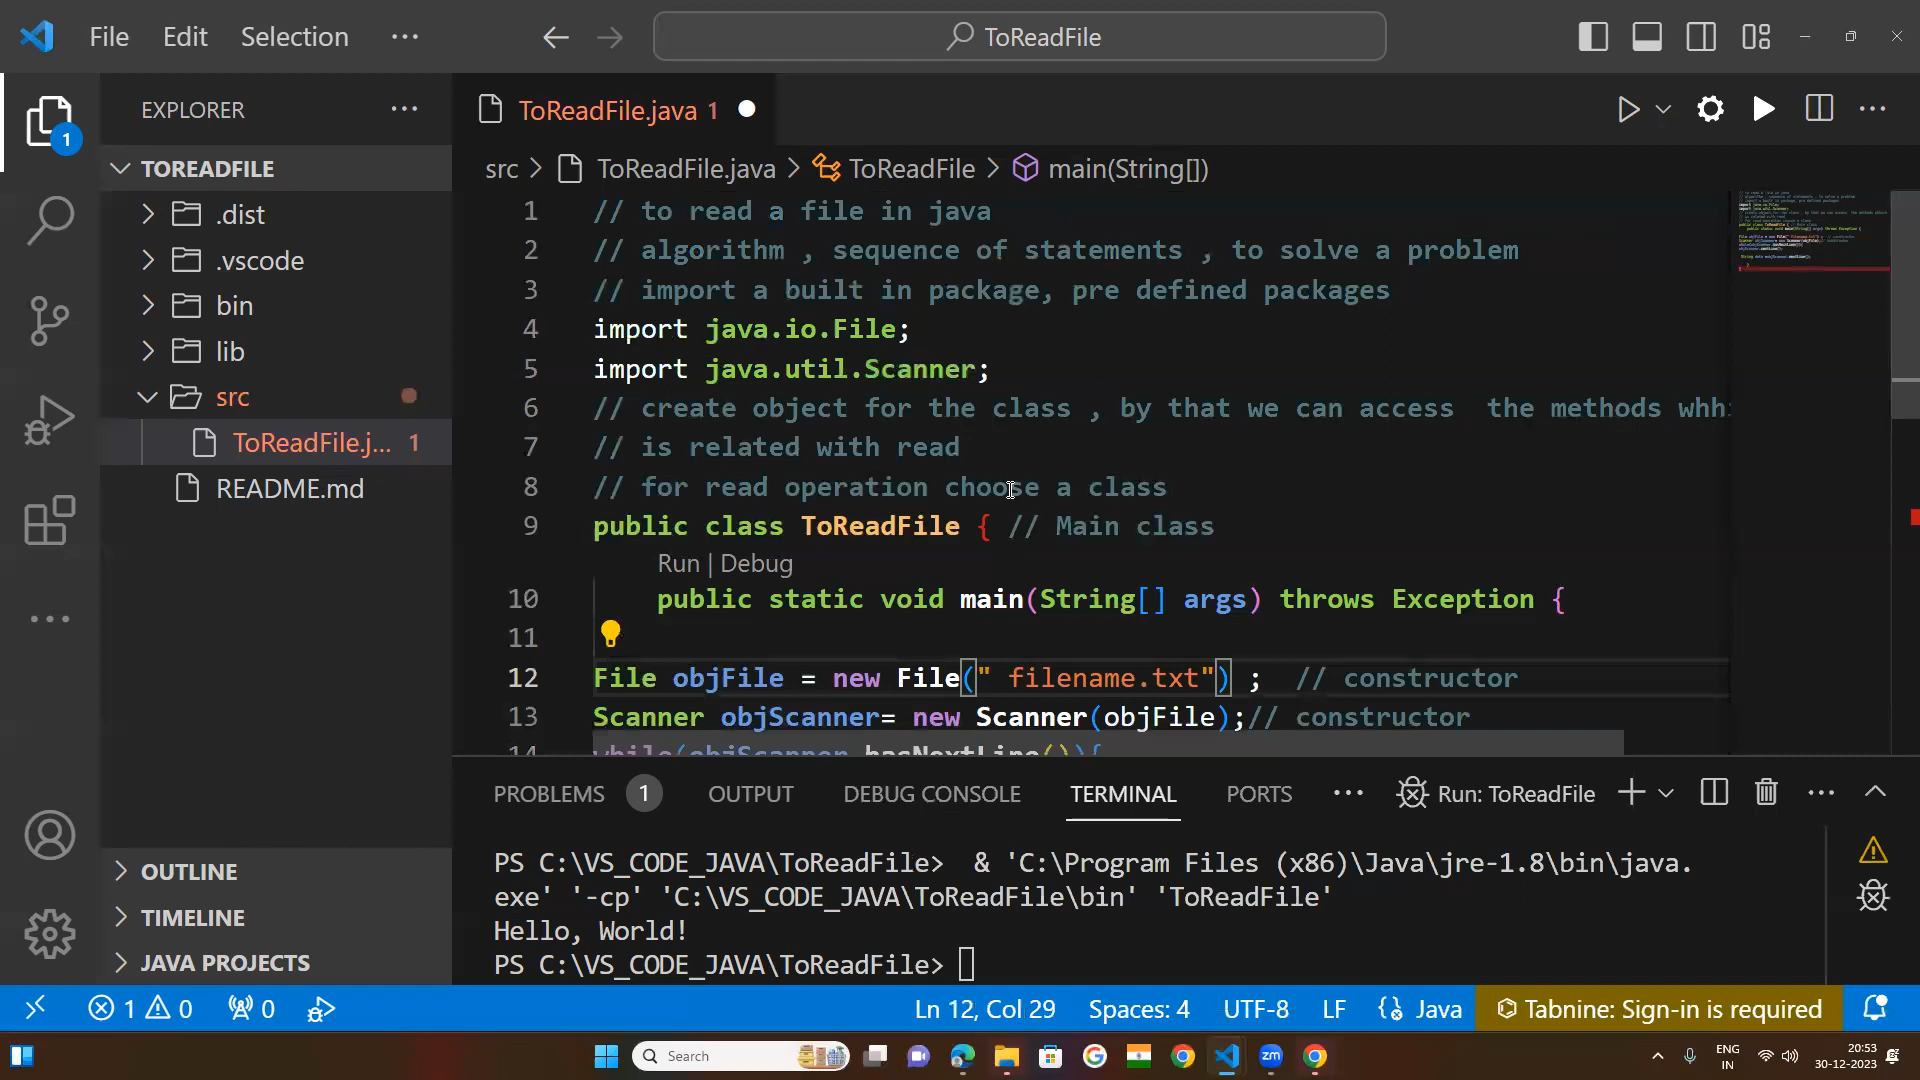 File Edit Selection ··· ToReadFile
EXPLORER ···
ToReadFile.java 1
TOREADFILE
.dist
.vscode
bin
lib
src
ToReadFile.j... 1
README.md
OUTLINE
TIMELINE
JAVA PROJECTS
1
src > ToReadFile.java > ToReadFile > main(String[])
1 // to read a file in java
2 // algorithm , sequence of statements , to solve a problem
3 // import a built in package, pre defined packages
4 import java.io.File;
5 import java.util.Scanner;
6 // create object for the class , by that we can access  the methods whh
7 // is related with read
8 // for read operation choose a class
9 public class ToReadFile { // Main class
Run | Debug
10 public static void main(String[] args) throws Exception {
11
12 File objFile = new File(" filename.txt") ;  // constructor
13 Scanner objScanner= new Scanner(objFile);// constructor
14 while(objScanner.hasNextLine()){
PROBLEMS 1 OUTPUT DEBUG CONSOLE TERMINAL PORTS ··· Run: ToReadFile
PS C:\VS_CODE_JAVA\ToReadFile>  & 'C:\Program Files (x86)\Java\jre-1.8\bin\java.
exe' '-cp' 'C:\VS_CODE_JAVA\ToReadFile\bin' 'ToReadFile'
Hello, World!
PS C:\VS_CODE_JAVA\ToReadFile>
1 0 0 Ln 12, Col 29 Spaces: 4 UTF-8 LF Java Tabnine: Sign-in is required
Search zm ENG 20:53
IN 30-12-2023